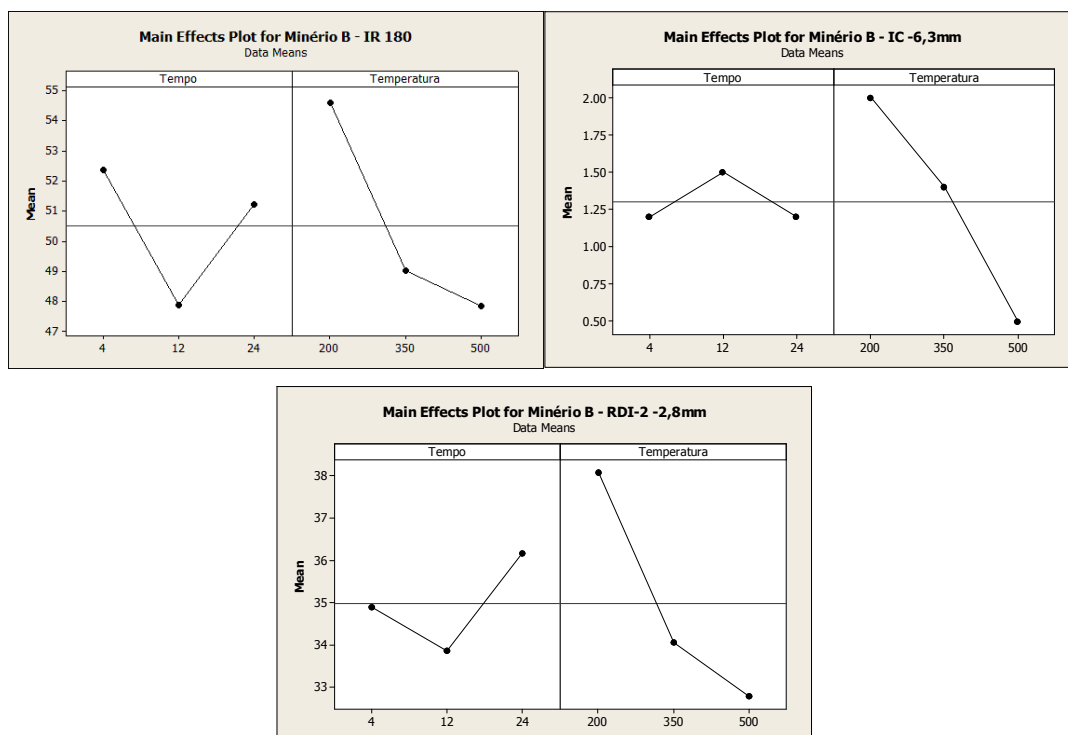 Main Effects Plot for Minério B - IR 180
Data Means
Tempo Temperatura
55
54
53
52
51
50
49
48
47
Mean
4 12 24 200 350 500
Main Effects Plot for Minério B - IC -6,3mm
Data Means
Tempo Temperatura
2.00
1.75
1.50
1.25
1.00
0.75
0.50
Mean
4 12 24 200 350 500
Main Effects Plot for Minério B - RDI-2 -2,8mm
Data Means
Tempo Temperatura
38
37
36
35
34
33
Mean
4 12 24 200 350 500